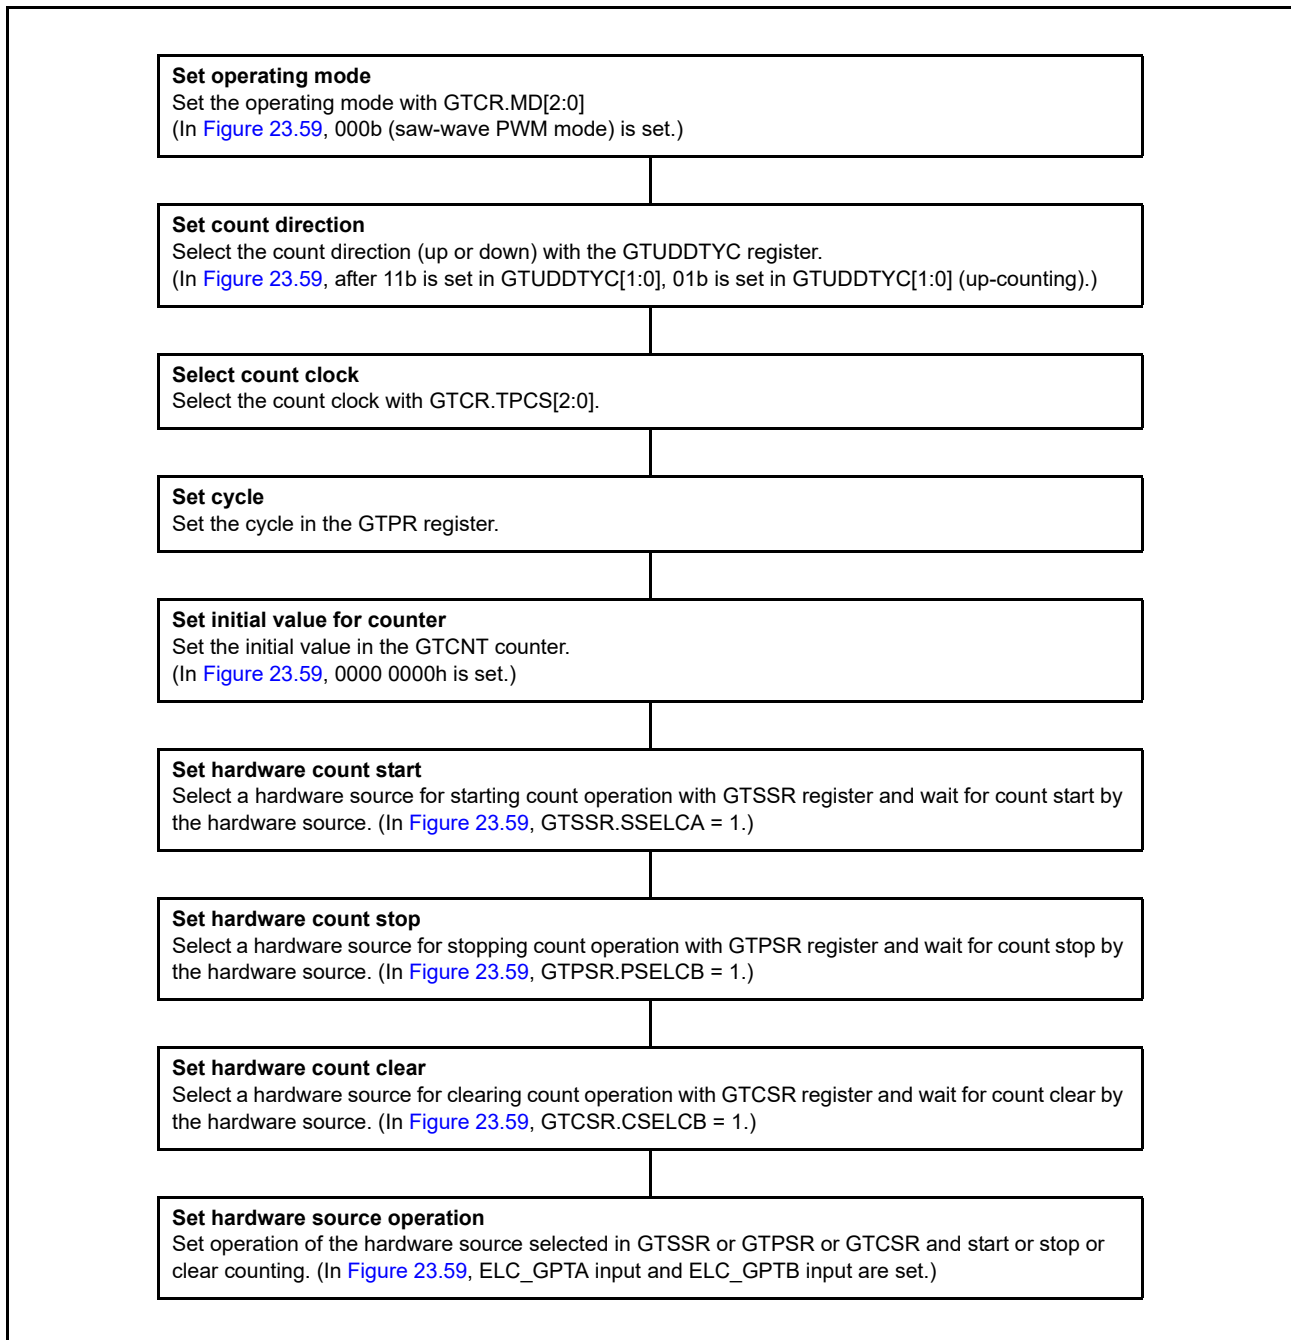 Set operating mode
Set the operating mode with GTCR.MD[2:0]
(In Figure 23.59, 000b (saw-wave PWM mode) is set.)
Set count direction
Select the count direction (up or down) with the GTUDDTYC register.
(In Figure 23.59, after 11b is set in GTUDDTYC[1:0], 01b is set in GTUDDTYC[1:0] (up-counting).)
Select count clock
Select the count clock with GTCR.TPCS[2:0].
Set cycle
Set the cycle in the GTPR register.
Set initial value for counter
Set the initial value in the GTCNT counter.
(In Figure 23.59, 0000 0000h is set.)
Set hardware count start
Select a hardware source for starting count operation with GTSSR register and wait for count start by
the hardware source. (In Figure 23.59, GTSSR.SSELCA = 1.)
Set hardware count stop
Select a hardware source for stopping count operation with GTPSR register and wait for count stop by
the hardware source. (In Figure 23.59, GTPSR.PSELCB = 1.)
Set hardware count clear
Select a hardware source for clearing count operation with GTCSR register and wait for count clear by
the hardware source. (In Figure 23.59, GTCSR.CSELCB = 1.)
Set hardware source operation
Set operation of the hardware source selected in GTSSR or GTPSR or GTCSR and start or stop or
clear counting. (In Figure 23.59, ELC_GPTA input and ELC_GPTB input are set.)